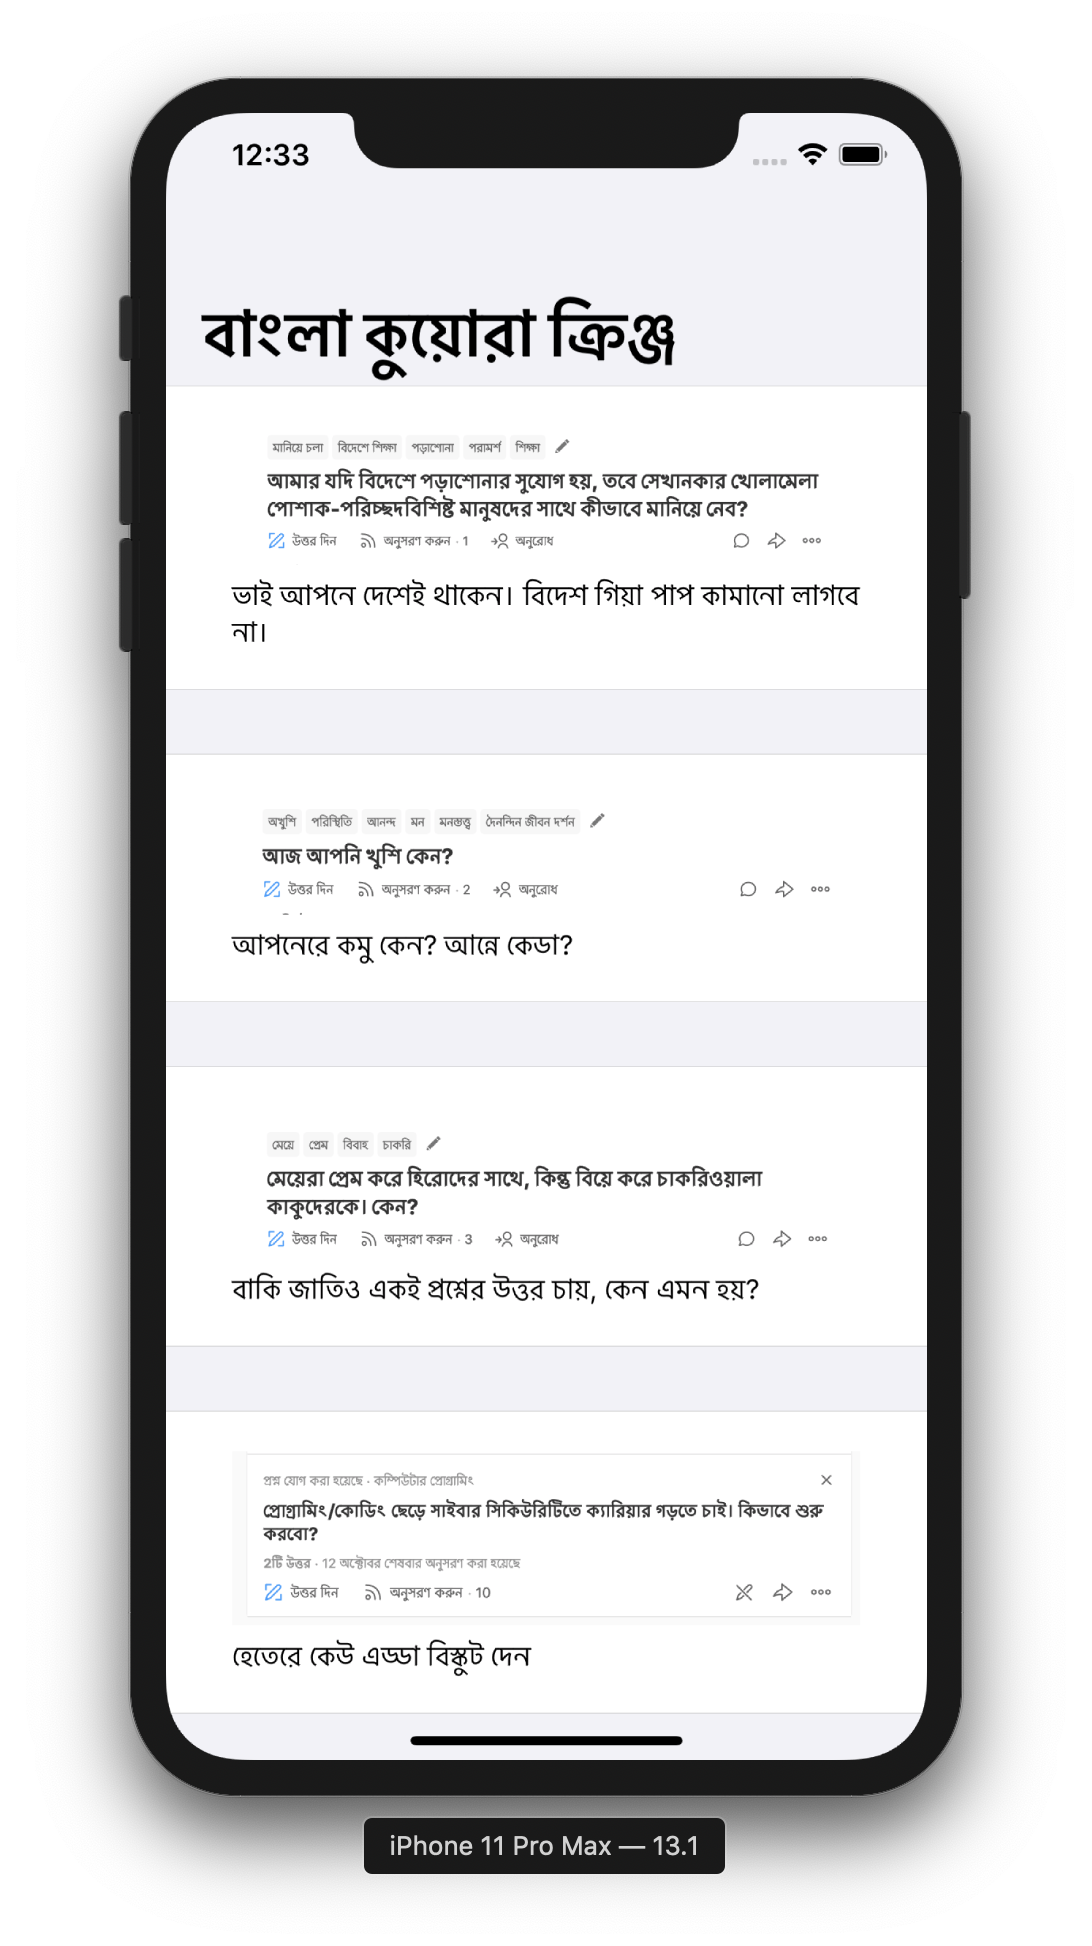 12:33
বাংলা কুয়োরা ক্রিঞ্জ
মানিয়ে চলা বিদেশে শিক্ষা পড়াশোনা পরামর্শ শিক্ষা
আমার যদি বিদেশে পড়াশোনার সুযোগ হয়, তবে সেখানকার খোলামেলা
পোশাক-পরিচ্ছদবিশিষ্ট মানুষদের সাথে কীভাবে মানিয়ে নেব?
উত্তর দিন অনুসরণ করুন · 1 অনুরোধ
ভাই আপনে দেশেই থাকেন। বিদেশ গিয়া পাপ কামানো লাগবে
না।
অখুশি পরিস্থিতি আনন্দ মন মনস্তত্ত্ব দৈনন্দিন জীবন দর্শন
আজ আপনি খুশি কেন?
উত্তর দিন অনুসরণ করুন · 2 অনুরোধ
আপনেরে কমু কেন? আন্নে কেডা?
মেয়ে প্রেম বিবাহ চাকরি
মেয়েরা প্রেম করে হিরোদের সাথে, কিন্তু বিয়ে করে চাকরিওয়ালা
কাকুদেরকে। কেন?
উত্তর দিন অনুসরণ করুন · 3 অনুরোধ
বাকি জাতিও একই প্রশ্নের উত্তর চায়, কেন এমন হয়?
প্রশ্ন যোগ করা হয়েছে · কম্পিউটার প্রোগ্রামিং
প্রোগ্রামিং/কোডিং ছেড়ে সাইবার সিকিউরিটিতে ক্যারিয়ার গড়তে চাই। কিভাবে শুরু
করবো?
2টি উত্তর · 12 অক্টোবর শেষবার অনুসরণ করা হয়েছে
উত্তর দিন অনুসরণ করুন · 10
হেতেরে কেউ এড্ডা বিস্কুট দেন
iPhone 11 Pro Max — 13.1